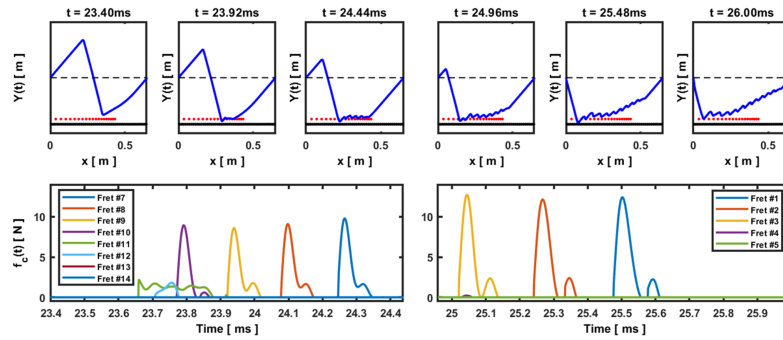 t = 23.40ms
t = 23.92ms
t = 24.44ms
t = 24.96ms
t = 25.48ms
t = 26.00ms
Y(t) [ m ]
Y(t) [ m ]
Y(t) [ m ]
Y(t) [ m ]
Y(t) [ m ]
Y(t) [ m ]
0 0.5
0 0.5
0 0.5
0 0.5
0 0.5
0 0.5
x [ m ]
x [ m ]
x [ m ]
x [ m ]
x [ m ]
x [ m ]
f_c(t) [ N ]
10
5
0
Fret #7
Fret #8
Fret #9
Fret #10
Fret #11
Fret #12
Fret #13
Fret #14
23.4 23.5 23.6 23.7 23.8 23.9 24 24.1 24.2 24.3 24.4
Time [ ms ]
10
5
0
Fret #1
Fret #2
Fret #3
Fret #4
Fret #5
25 25.1 25.2 25.3 25.4 25.5 25.6 25.7 25.8 25.9
Time [ ms ]